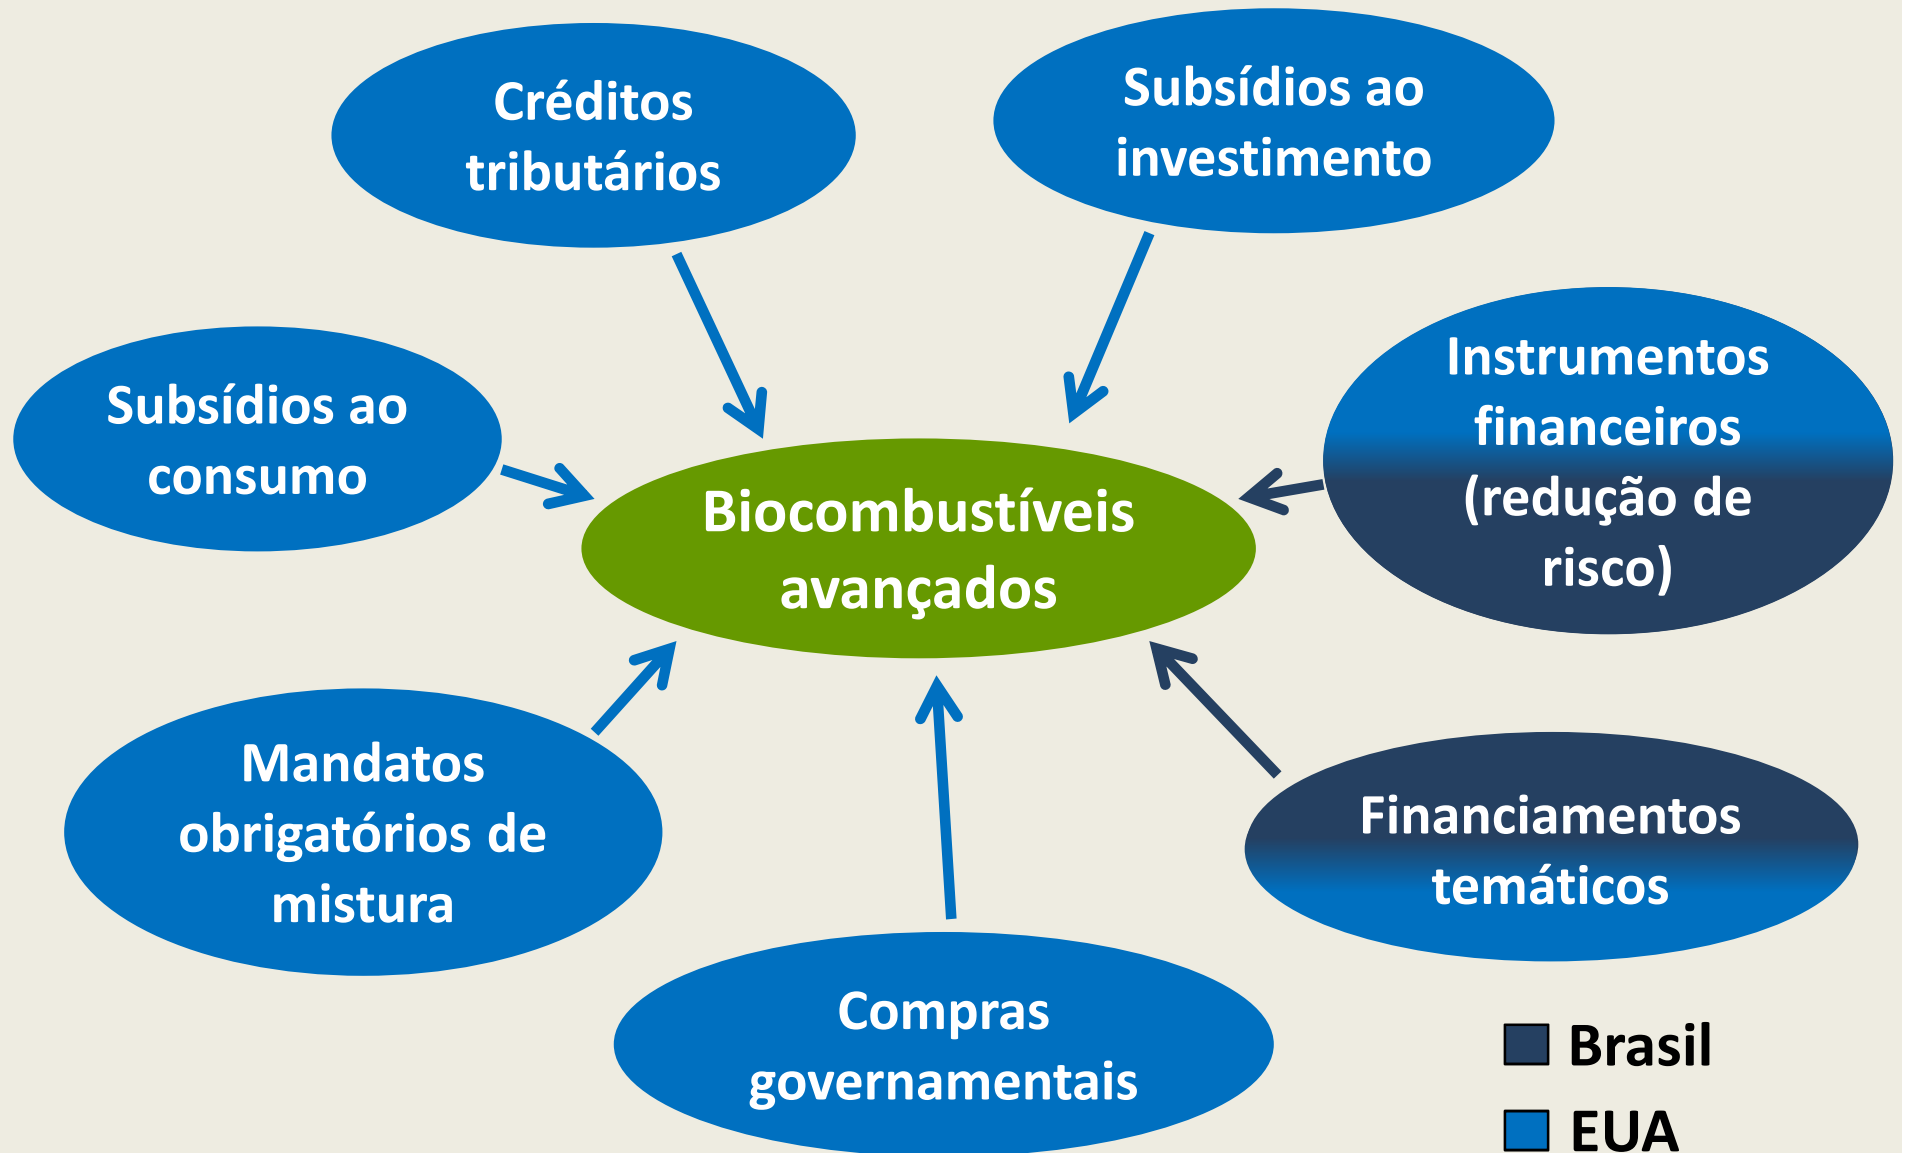 Créditos
tributários
Subsídios ao
investimento
Subsídios ao
consumo
Instrumentos
financeiros
(redução de
risco)
Biocombustíveis
avançados
Mandatos
obrigatórios de
mistura
Financiamentos
temáticos
Compras
governamentais
Brasil
EUA